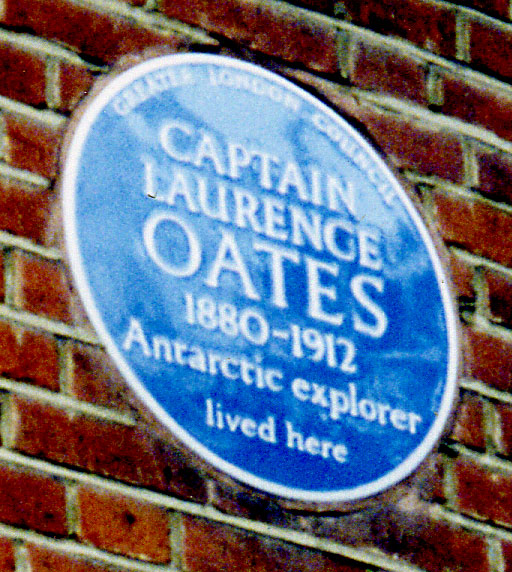 GREATER LONDON COUNCIL
CAPTAIN
LAURENCE
OATES
1880-1912
Antarctic explorer
lived here